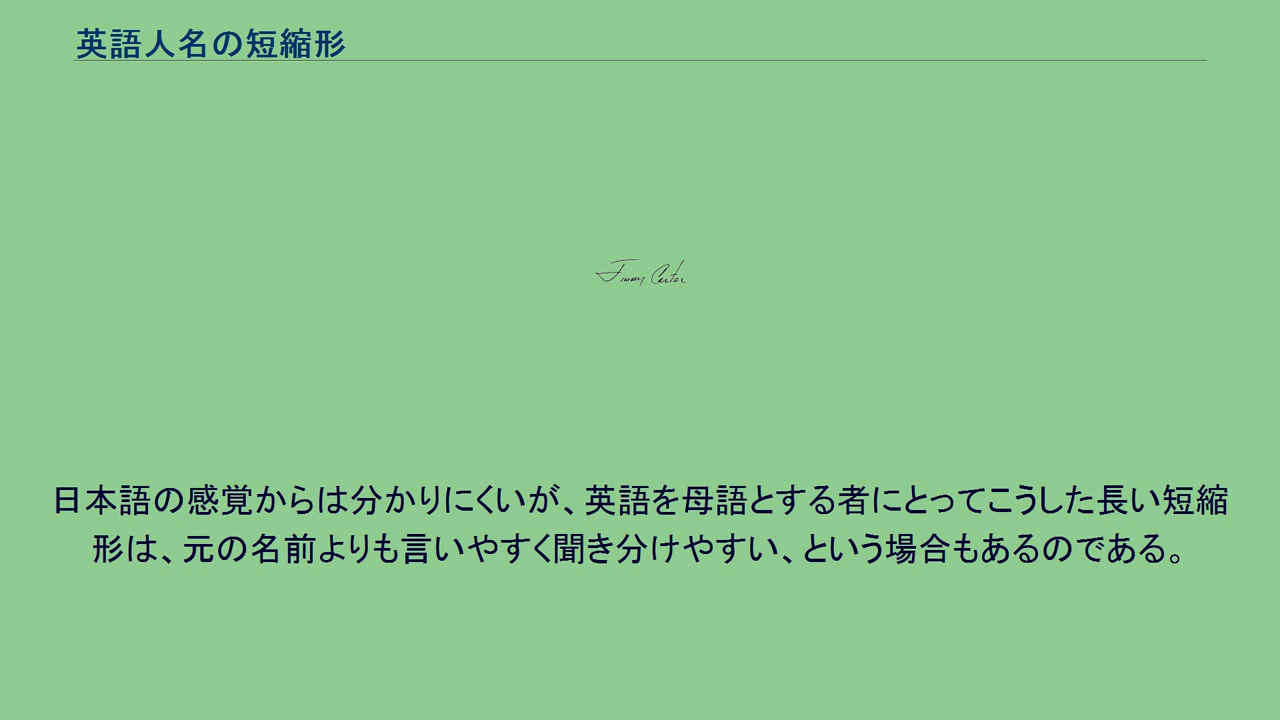 英語人名の短縮形
Jimmy Carter
日本語の感覚からは分かりにくいが、英語を母語とする者にとってこうした長い短縮
形は、元の名前よりも言いやすく聞き分けやすい、という場合もあるのである。